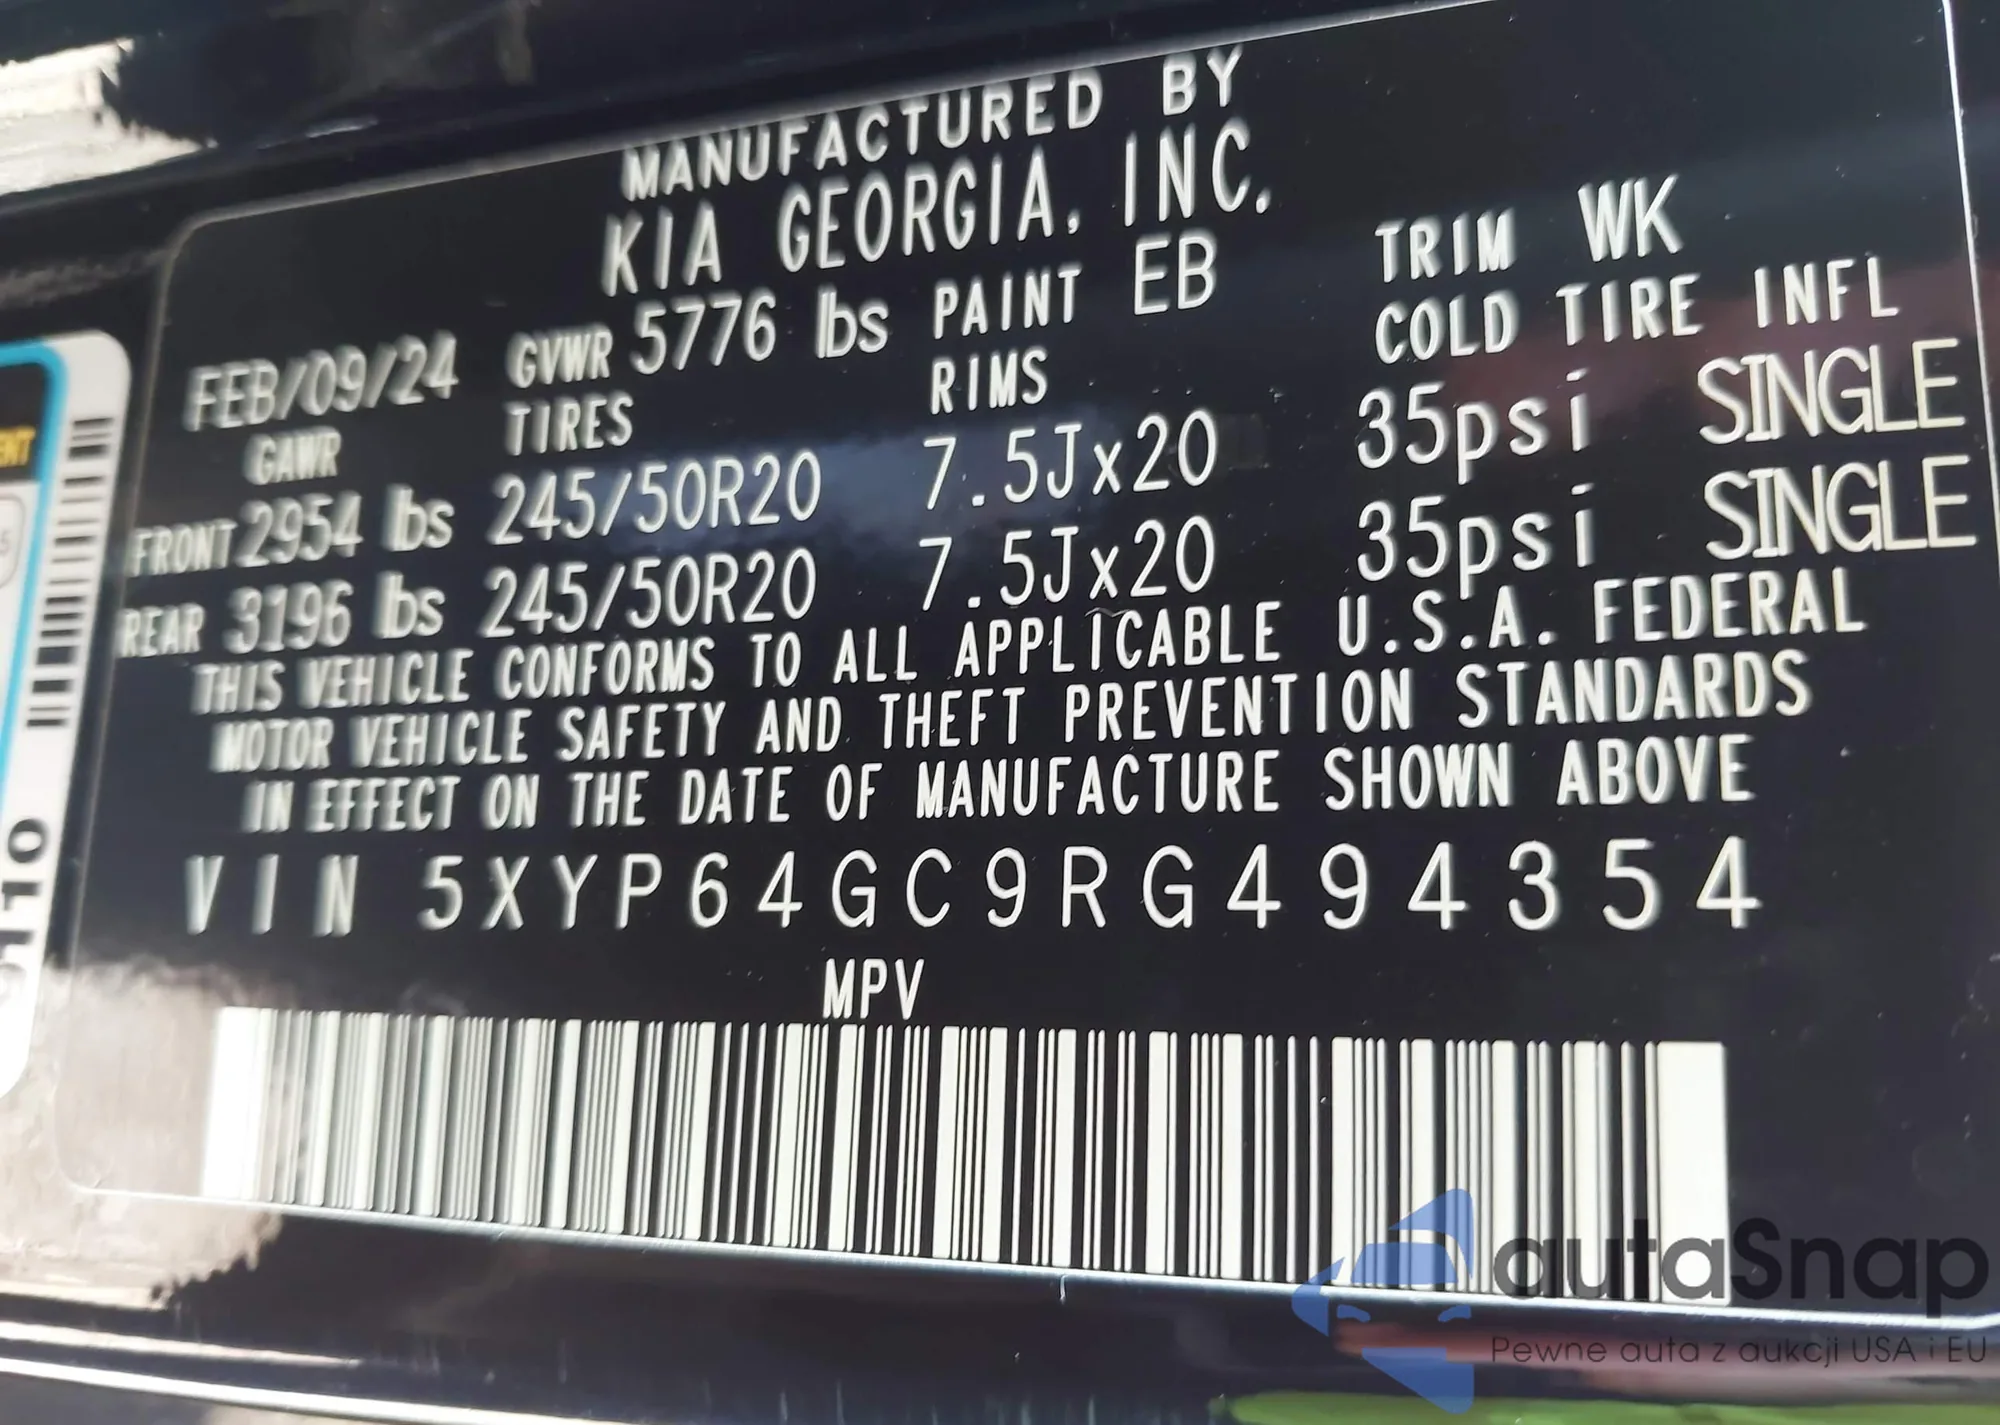 MANUFACTURED BY
KIA GEORGIA, INC.
FEB/09/24 GVWR 5776 lbs PAINT EB TRIM WK
GAWR TIRES RIMS COLD TIRE INFL
FRONT 2954 lbs 245/50R20 7.5Jx20 35psi SINGLE
REAR 3196 lbs 245/50R20 7.5Jx20 35psi SINGLE
THIS VEHICLE CONFORMS TO ALL APPLICABLE U.S.A. FEDERAL
MOTOR VEHICLE SAFETY AND THEFT PREVENTION STANDARDS
IN EFFECT ON THE DATE OF MANUFACTURE SHOWN ABOVE
VIN 5XYP64GC9RG494354
MPV
autaSnap
Pewne auta z aukcji USA i EU